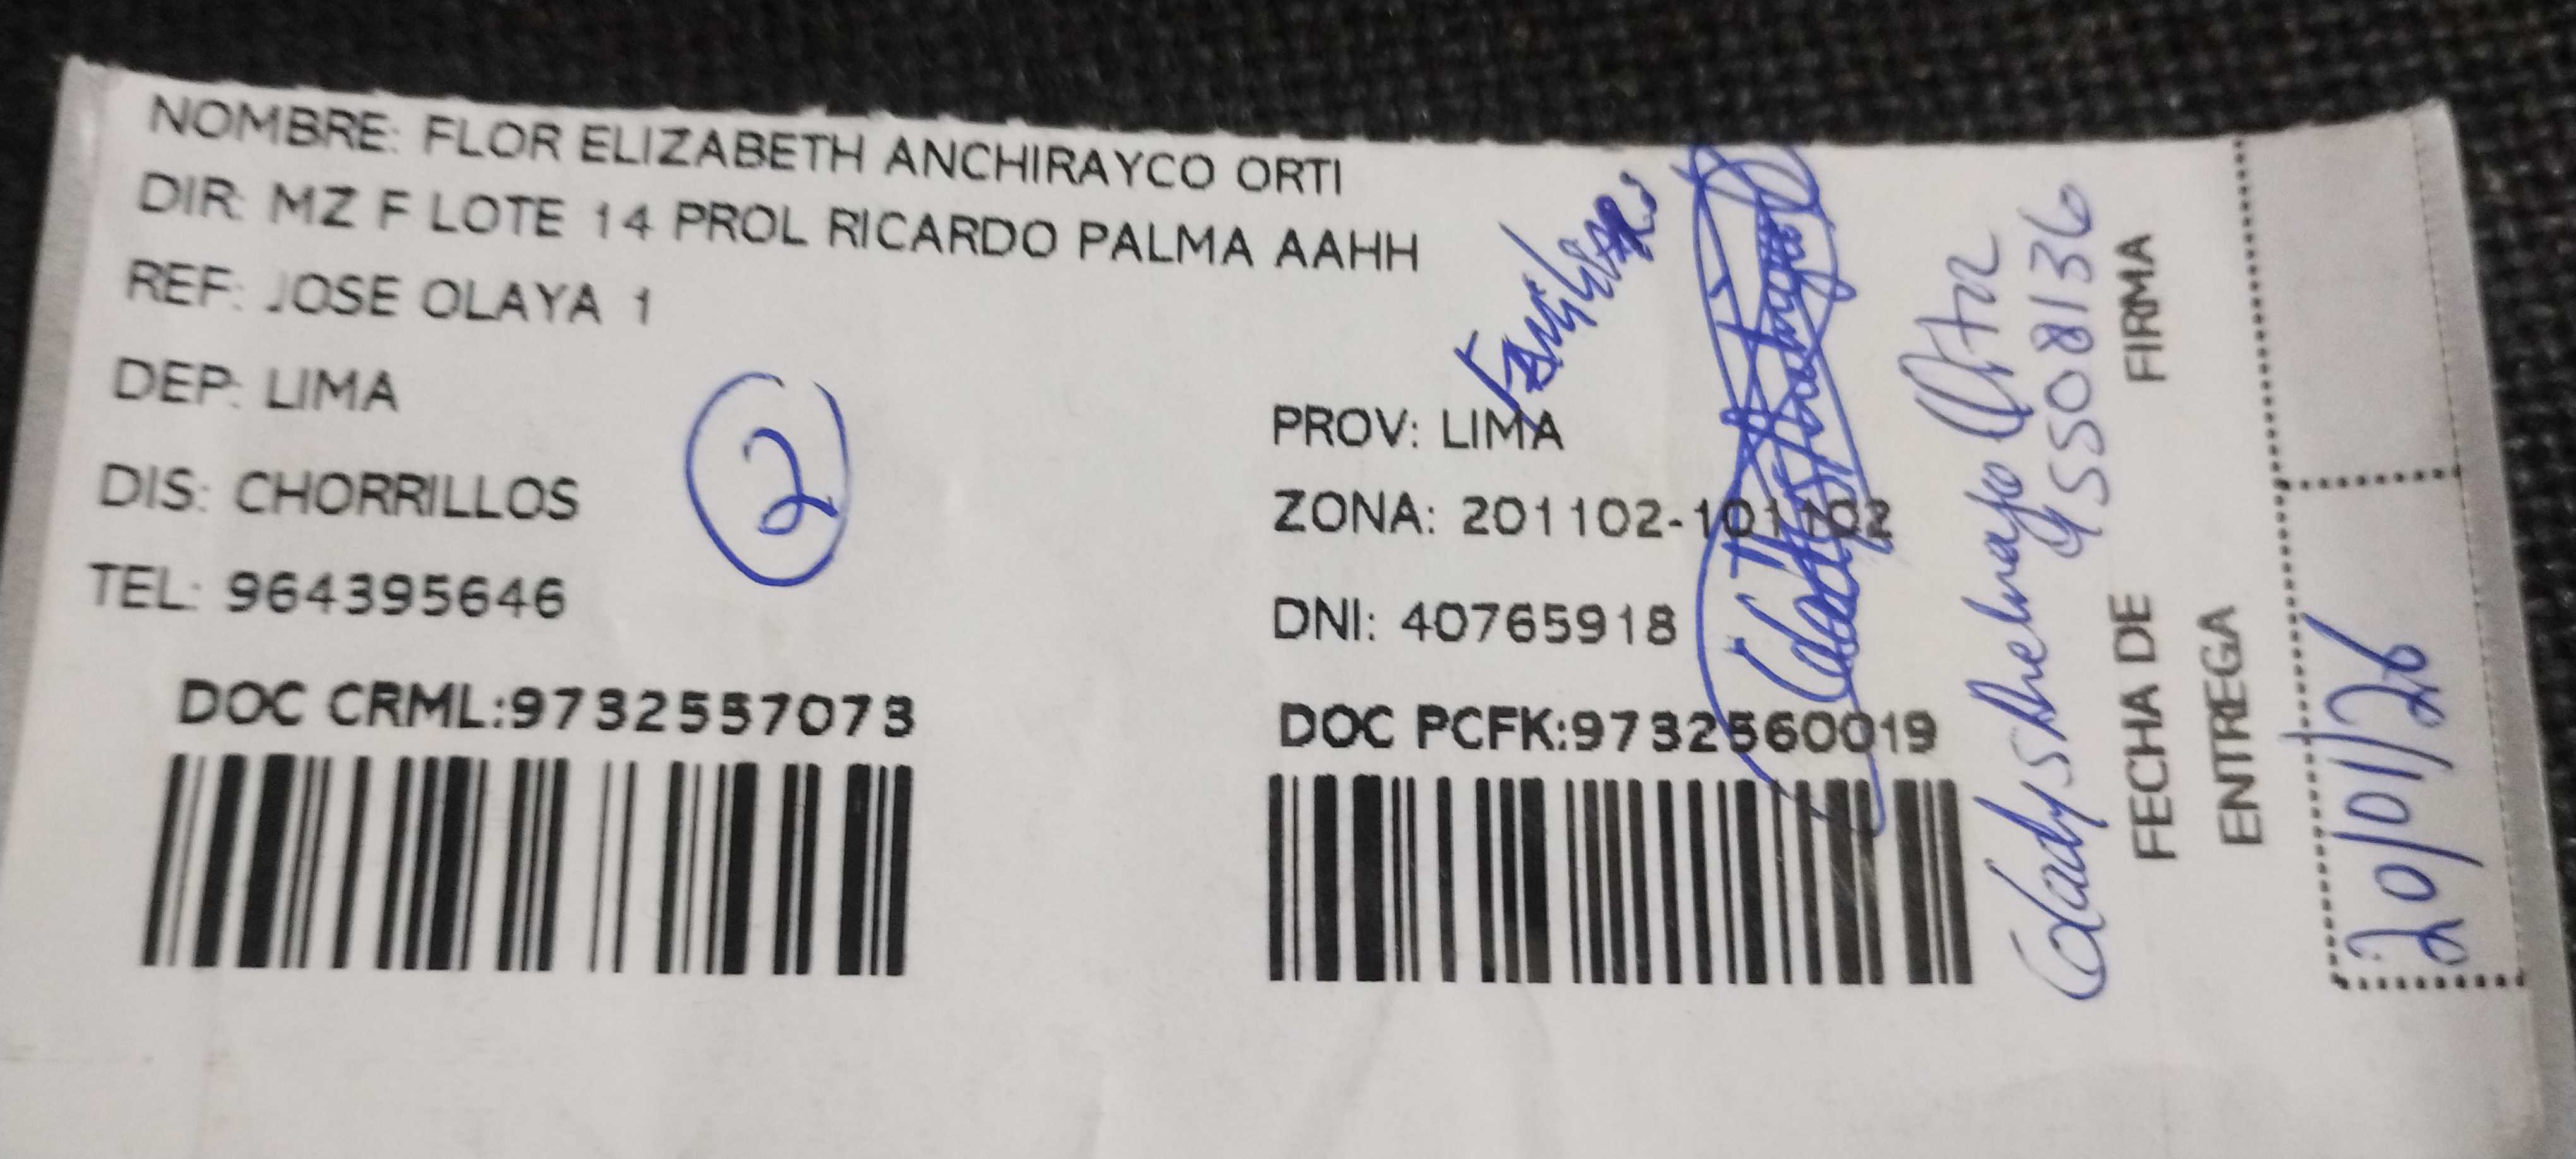 NOMBRE: FLOR ELIZABETH ANCHIRAYCO ORTI
DIR: MZ F LOTE 14 PROL RICARDO PALMA AAHH
REF: JOSE OLAYA 1
DEP: LIMA
PROV: LIMA
DIS: CHORRILLOS
ZONA: 201102-101102
TEL: 964395646
DNI: 40765918
2
DOC CRML:9732557073
DOC PCFK:9732560019
45508136
FIRMA
FECHA DE
ENTREGA
20/01/26